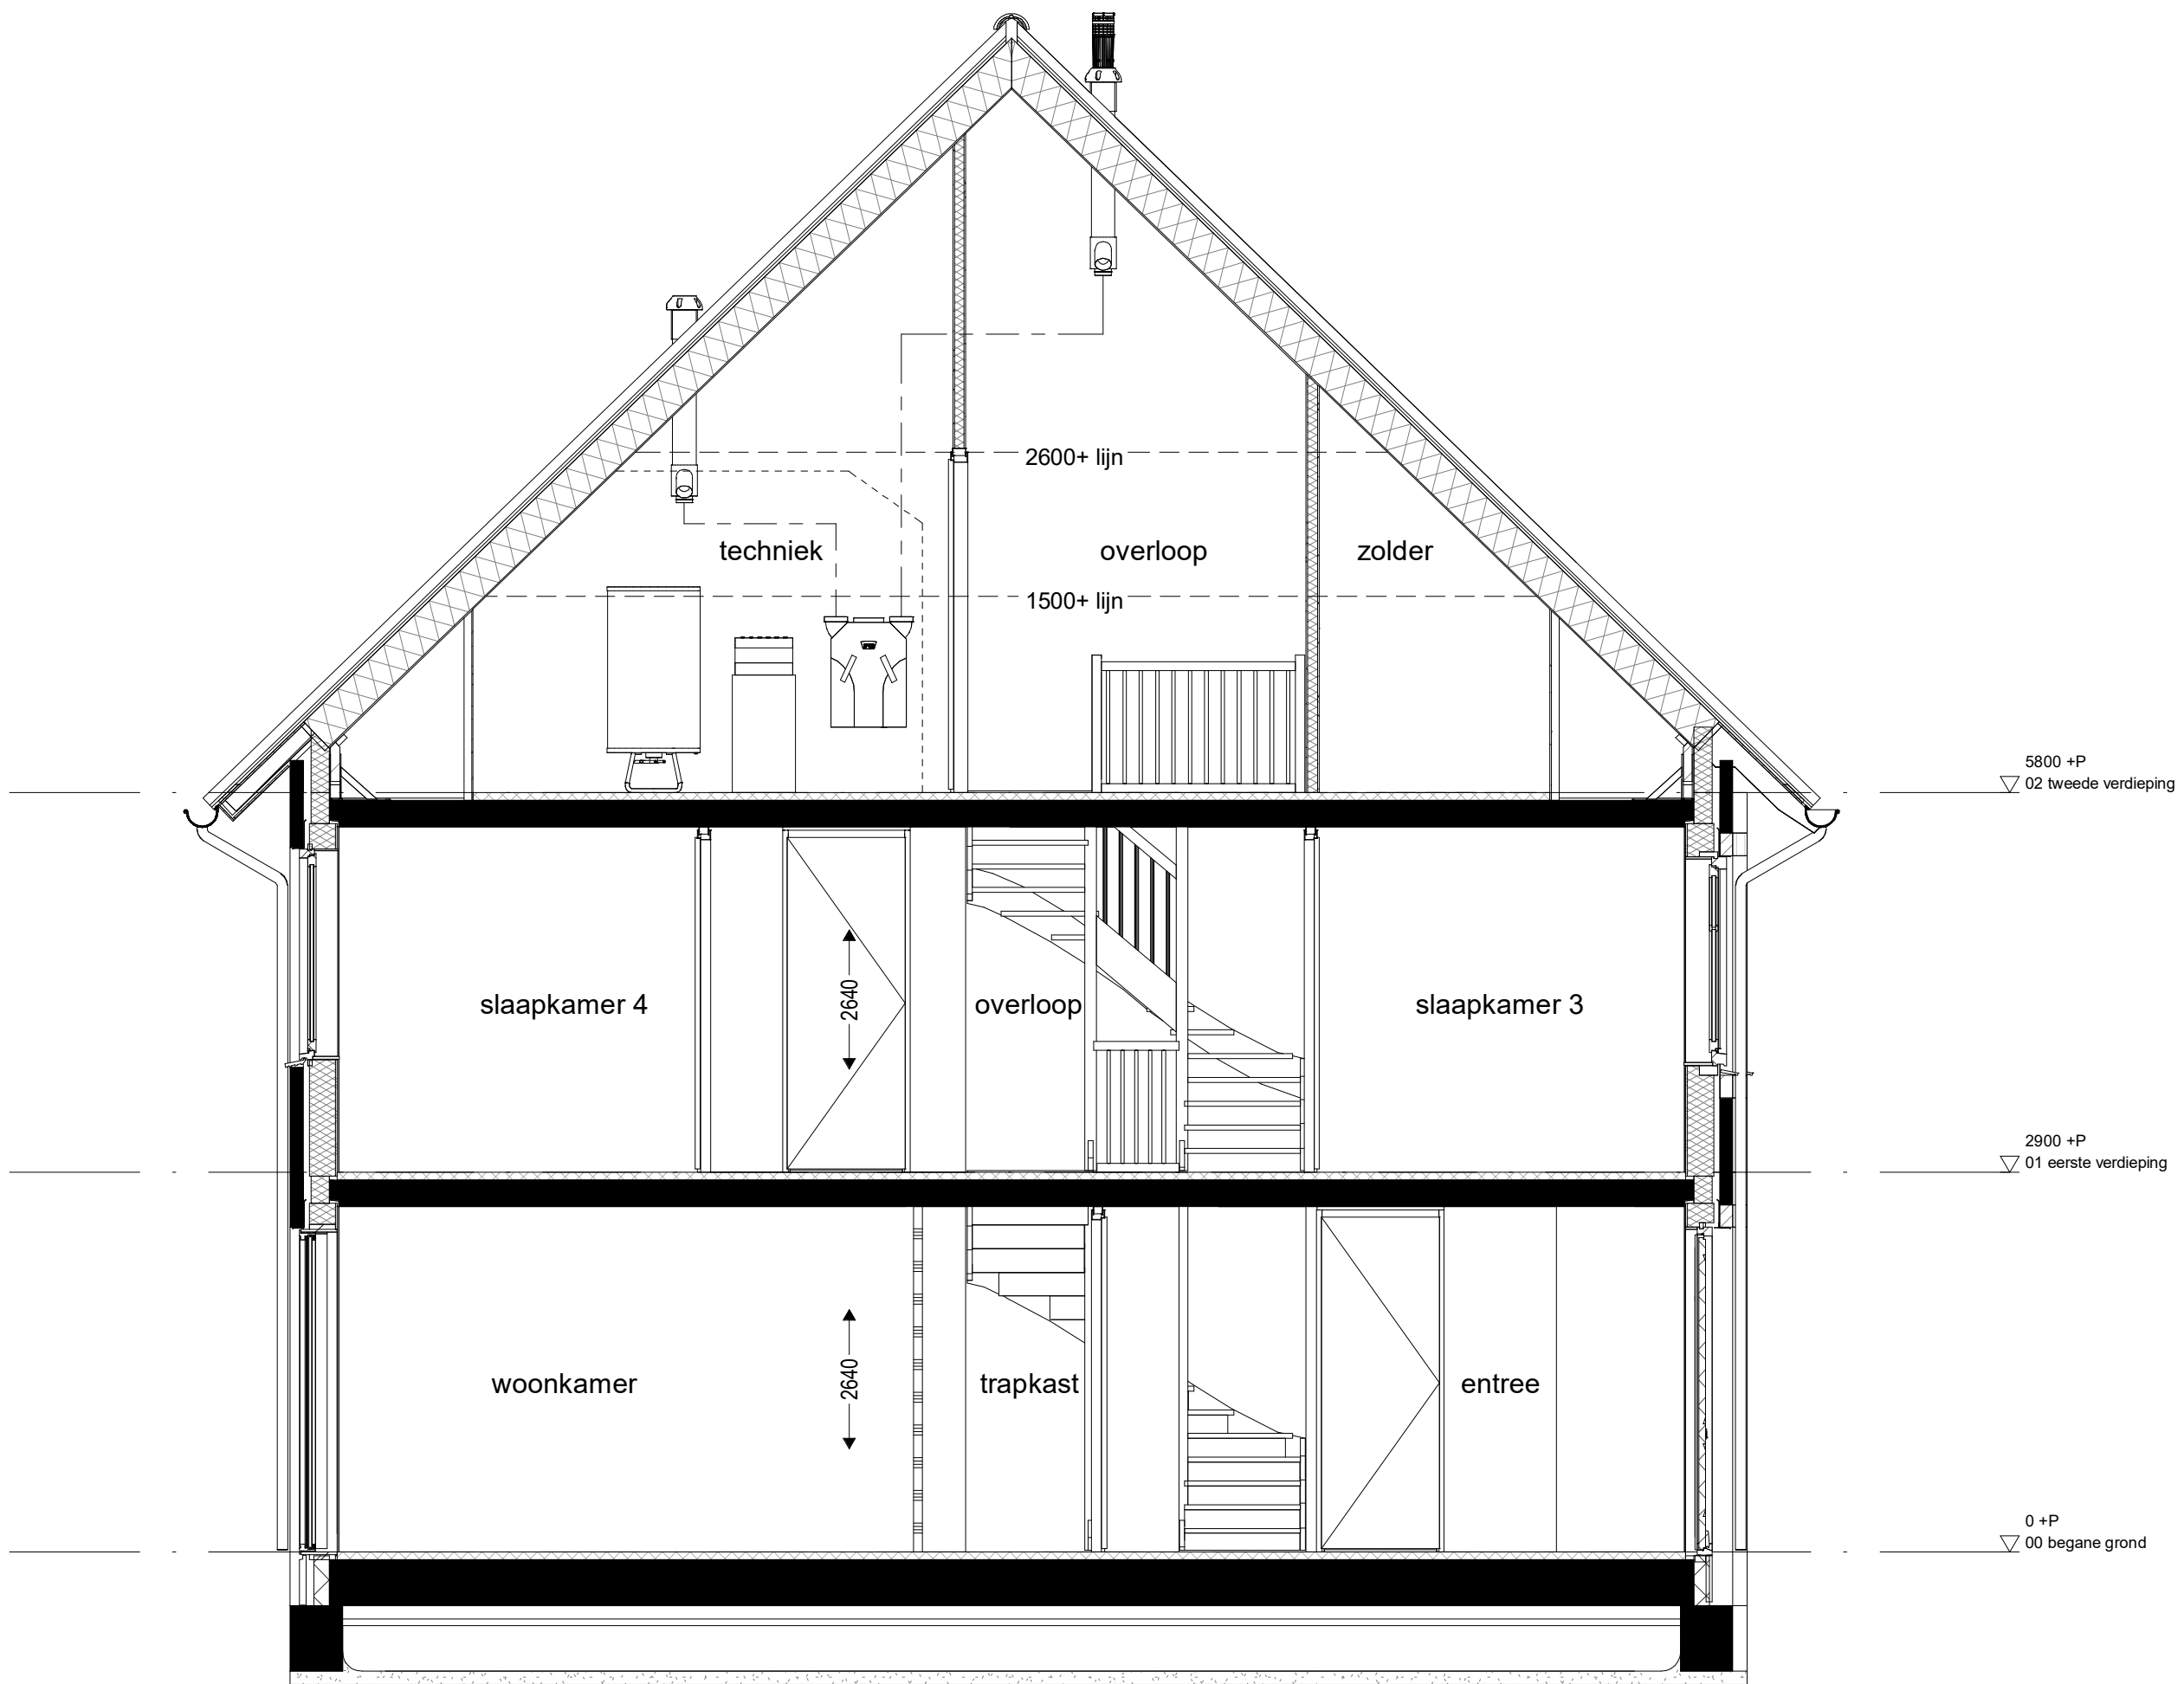 2600+ lijn
techniek
overloop
zolder
1500+ lijn
5800 +P
02 tweede verdieping
slaapkamer 4
2640
overloop
slaapkamer 3
2900 +P
01 eerste verdieping
woonkamer
2640
trapkast
entree
0 +P
00 begane grond